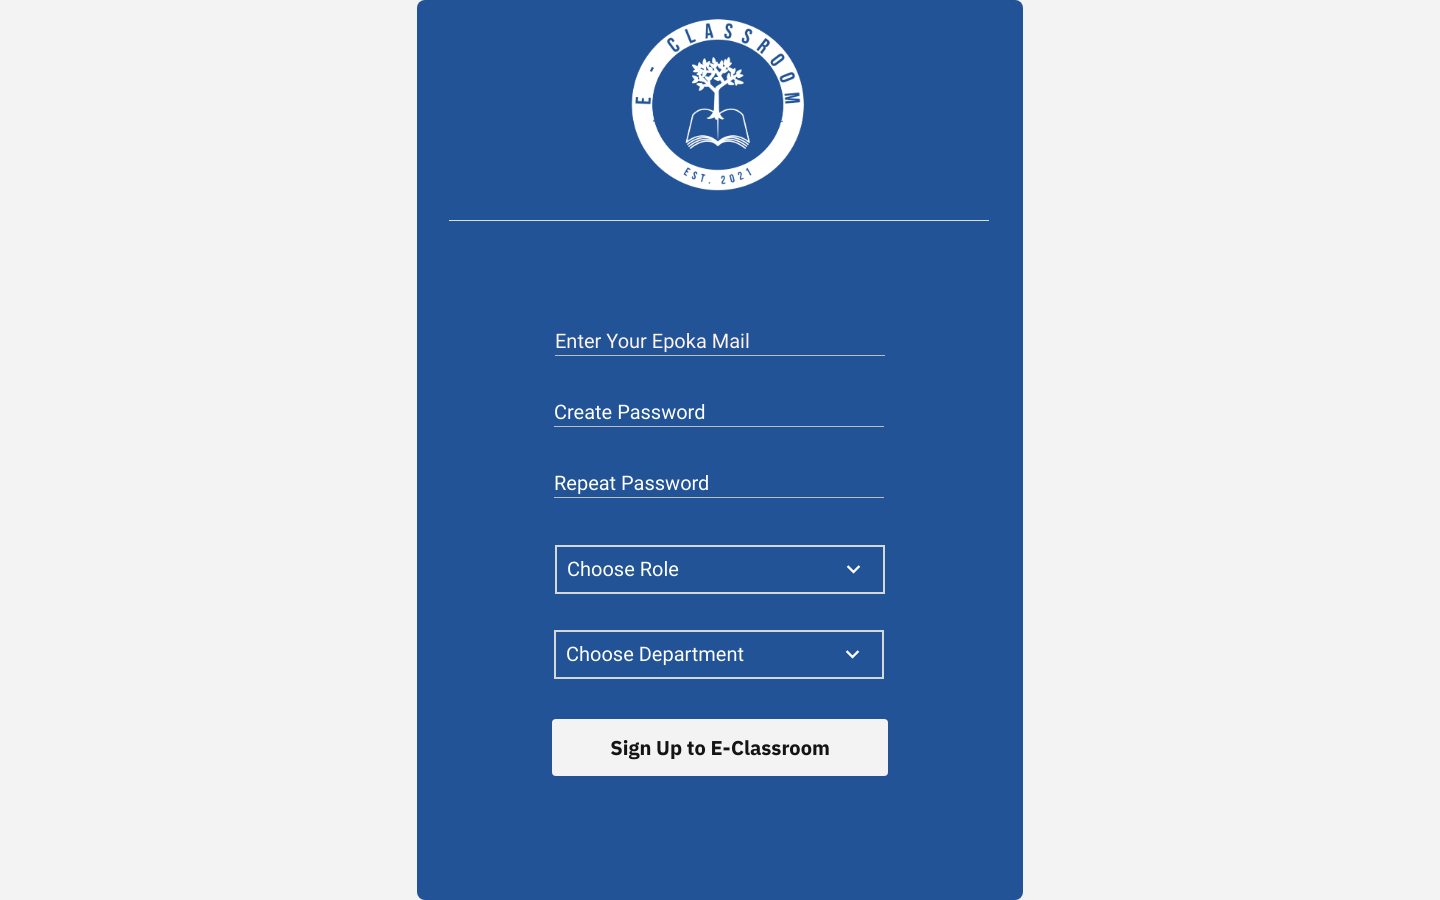 E - CLASSROOM
EST. 2021
Enter Your Epoka Mail
Create Password
Repeat Password
Choose Role
Choose Department
Sign Up to E-Classroom